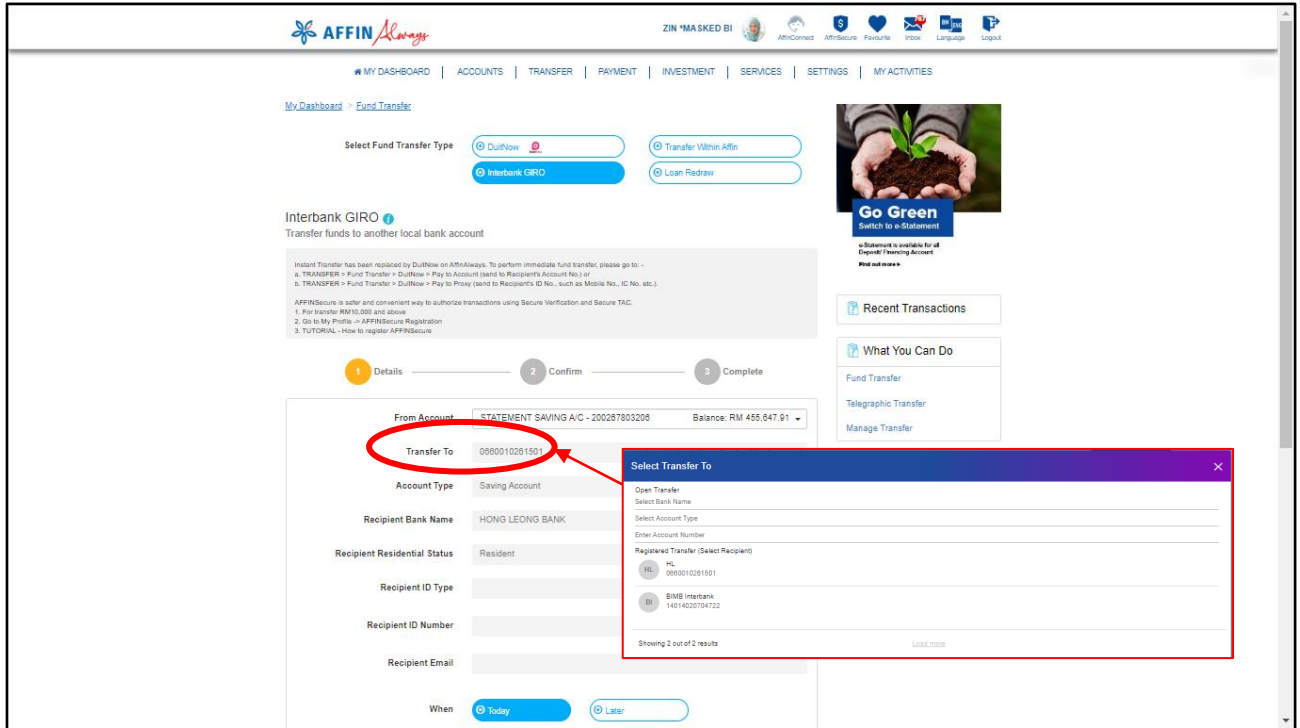 AFFIN Always
ZIN *MASKED BI
AffinConnect
AffinSecure
Favourite
Inbox
BM ENG
Language
Logout
MY DASHBOARD | ACCOUNTS | TRANSFER | PAYMENT | INVESTMENT | SERVICES | SETTINGS | MY ACTIVITIES
My Dashboard > Fund Transfer
Select Fund Transfer Type
DuitNow
Transfer Within Affin
Interbank GIRO
Loan Redraw
Interbank GIRO
Transfer funds to another local bank account
Instant Transfer has been replaced by DuitNow on AffinAlways. To perform immediate fund transfer, please go to: -
a. TRANSFER > Fund Transfer > DuitNow > Pay to Account (send to Recipient's Account No.) or
b. TRANSFER > Fund Transfer > DuitNow > Pay to Proxy (send to Recipient's ID No., such as Mobile No., IC No. etc.).
AFFINSecure is safer and convenient way to authorize transactions using Secure Verification and Secure TAC.
1. For transfer RM10,000 and above
2. Go to My Profile -> AFFINSecure Registration
3. TUTORIAL - How to register AFFINSecure
1 Details
2 Confirm
3 Complete
From Account
STATEMENT SAVING A/C - 200267803206
Balance: RM 455,647.91
Transfer To
0660010261501
Account Type
Saving Account
Recipient Bank Name
HONG LEONG BANK
Recipient Residential Status
Resident
Recipient ID Type
Recipient ID Number
Recipient Email
When
Today
Later
Go Green
Switch to e-Statement
e-Statement is available for all
Deposit/ Financing Account
Find out more >
Recent Transactions
What You Can Do
Fund Transfer
Telegraphic Transfer
Manage Transfer
Select Transfer To
Open Transfer
Select Bank Name
Select Account Type
Enter Account Number
Registered Transfer (Select Recipient)
HL
HL
0660010261501
BI
BIMB Interbank
14014020704722
Showing 2 out of 2 results
Load more